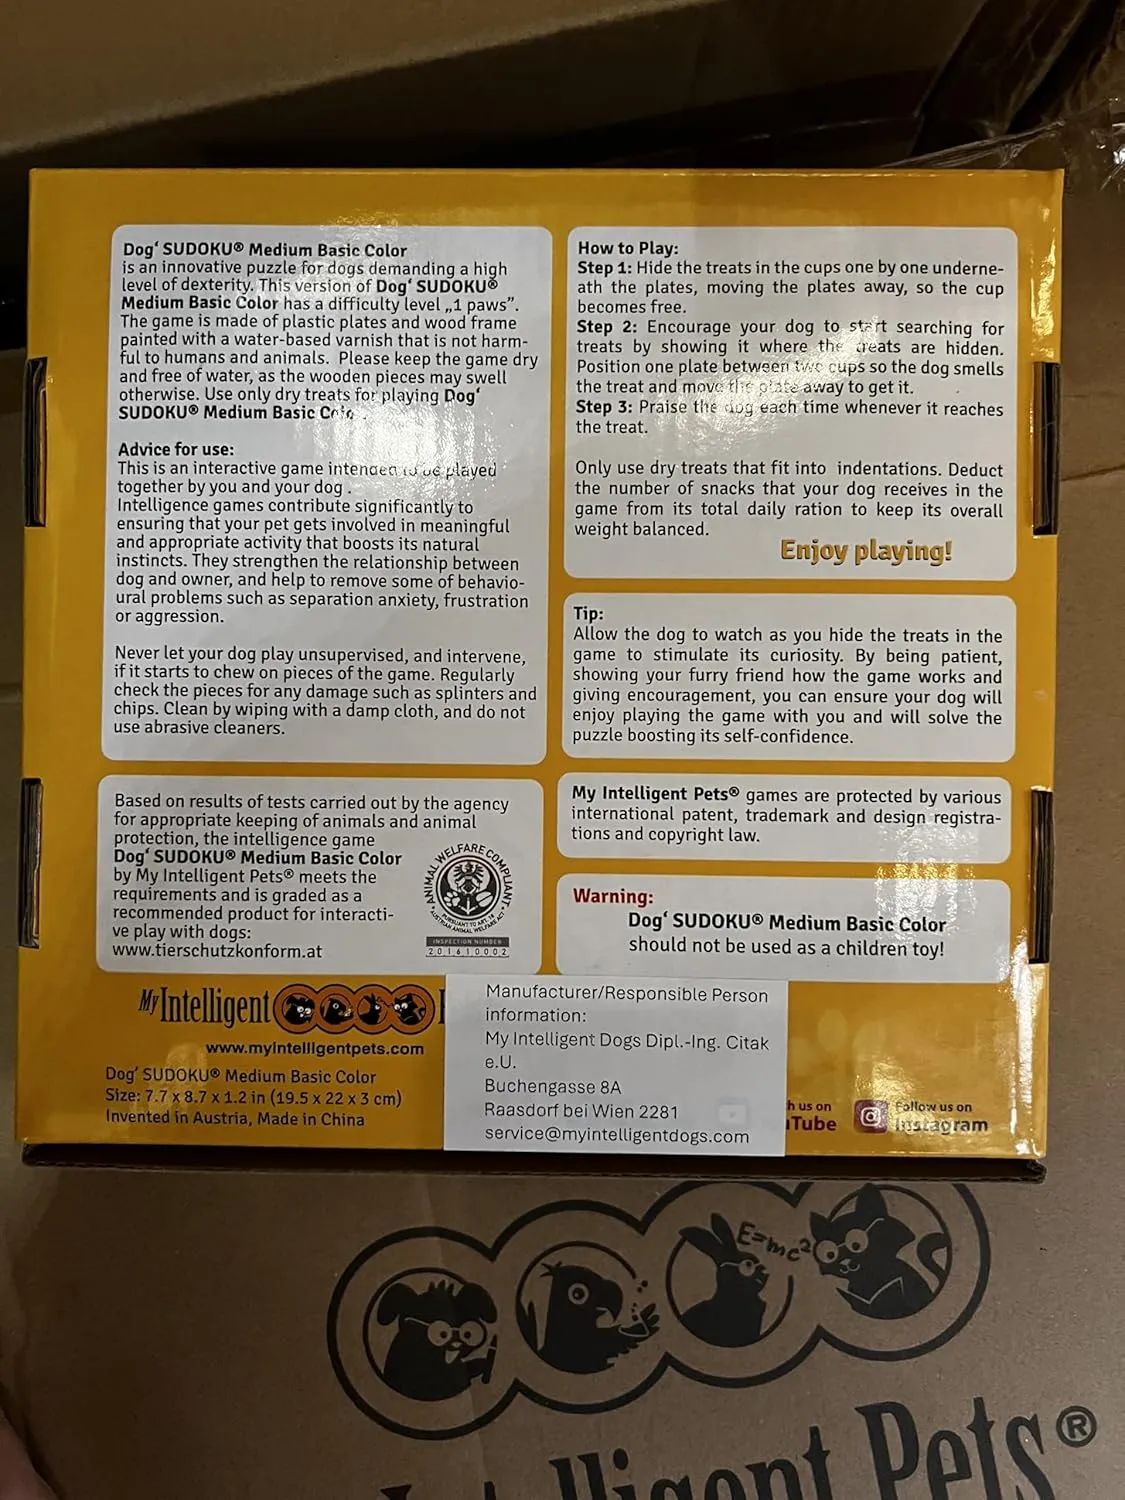 Dog‘ SUDOKU® Medium Basic Color
is an innovative puzzle for dogs demanding a high
level of dexterity. This version of Dog‘ SUDOKU®
Medium Basic Color has a difficulty level „1 paws”.
The game is made of plastic plates and wood frame
painted with a water-based varnish that is not harm-
ful to humans and animals. Please keep the game dry
and free of water, as the wooden pieces may swell
otherwise. Use only dry treats for playing Dog‘
SUDOKU® Medium Basic
Advice for use:
This is an interactive game intended to be played
together by you and your dog .
Intelligence games contribute significantly to
ensuring that your pet gets involved in meaningful
and appropriate activity that boosts its natural
instincts. They strengthen the relationship between
dog and owner, and help to remove some of behavio-
ural problems such as separation anxiety, frustration
or aggression.
Never let your dog play unsupervised, and intervene,
if it starts to chew on pieces of the game. Regularly
check the pieces for any damage such as splinters and
chips. Clean by wiping with a damp cloth, and do not
use abrasive cleaners.
Based on results of tests carried out by the agency
for appropriate keeping of animals and animal
protection, the intelligence game
Dog‘ SUDOKU® Medium Basic Color
by My Intelligent Pets® meets the
requirements and is graded as a
recommended product for interacti-
ve play with dogs:
www.tierschutzkonform.at
ANIMAL WELFARE COMPLIANT
PURSUANT TO ART. 18
AUSTRIAN ANIMAL WELFARE ACT
INSPECTION NUMBER
201610002
My Intelligent
www.myintelligentpets.com
Dog‘ SUDOKU® Medium Basic Color
Size: 7.7 x 8.7 x 1.2 in (19.5 x 22 x 3 cm)
Invented in Austria, Made in China
How to Play:
Step 1: Hide the treats in the cups one by one underne-
ath the plates, moving the plates away, so the cup
becomes free.
Step 2: Encourage your dog to start searching for
treats by showing it where the treats are hidden.
Position one plate between two cups so the dog smells
the treat and move the plate away to get it.
Step 3: Praise the dog each time whenever it reaches
the treat.
Only use dry treats that fit into indentations. Deduct
the number of snacks that your dog receives in the
game from its total daily ration to keep its overall
weight balanced.
Enjoy playing!
Tip:
Allow the dog to watch as you hide the treats in the
game to stimulate its curiosity. By being patient,
showing your furry friend how the game works and
giving encouragement, you can ensure your dog will
enjoy playing the game with you and will solve the
puzzle boosting its self-confidence.
My Intelligent Pets® games are protected by various
international patent, trademark and design registra-
tions and copyright law.
Warning:
Dog‘ SUDOKU® Medium Basic Color
should not be used as a children toy!
Manufacturer/Responsible Person
information:
My Intelligent Dogs Dipl.-Ing. Citak
e.U.
Buchengasse 8A
Raasdorf bei Wien 2281
service@myintelligentdogs.com
h us on
Tube
Follow us on
Instagram
E=mc²
Intelligent Pets®